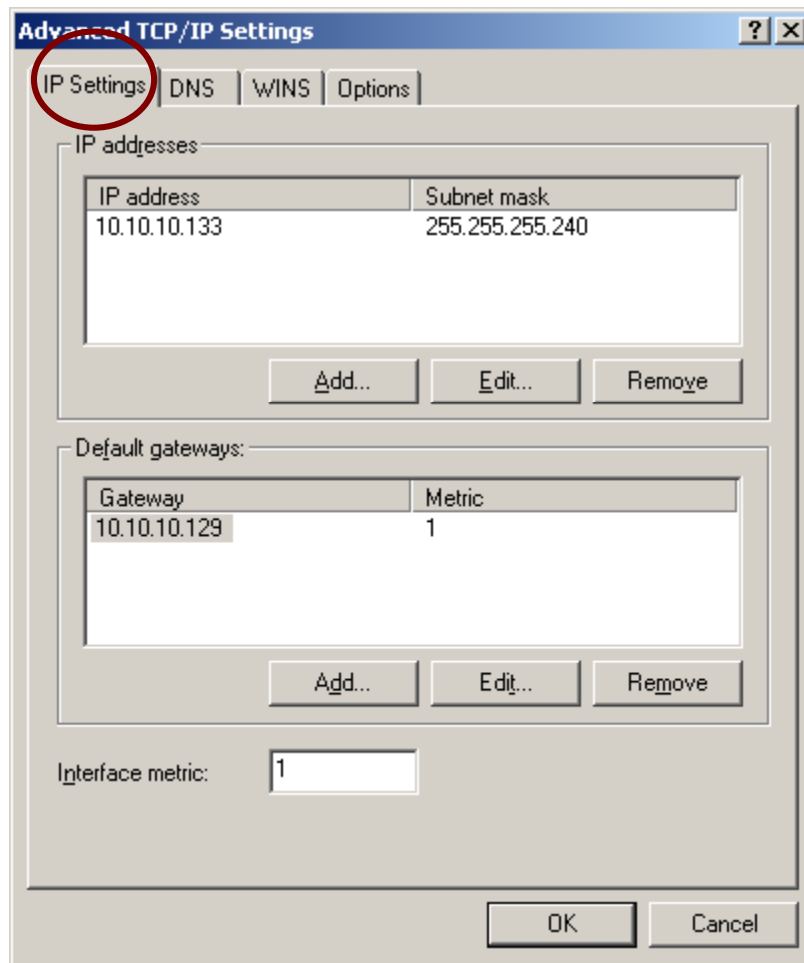 Advanced TCP/IP Settings ? X
IP Settings DNS WINS Options
IP addresses
IP address Subnet mask
10.10.10.133 255.255.255.240
Add... Edit... Remove
Default gateways:
Gateway Metric
10.10.10.129 1
Add... Edit... Remove
Interface metric: 1
OK Cancel